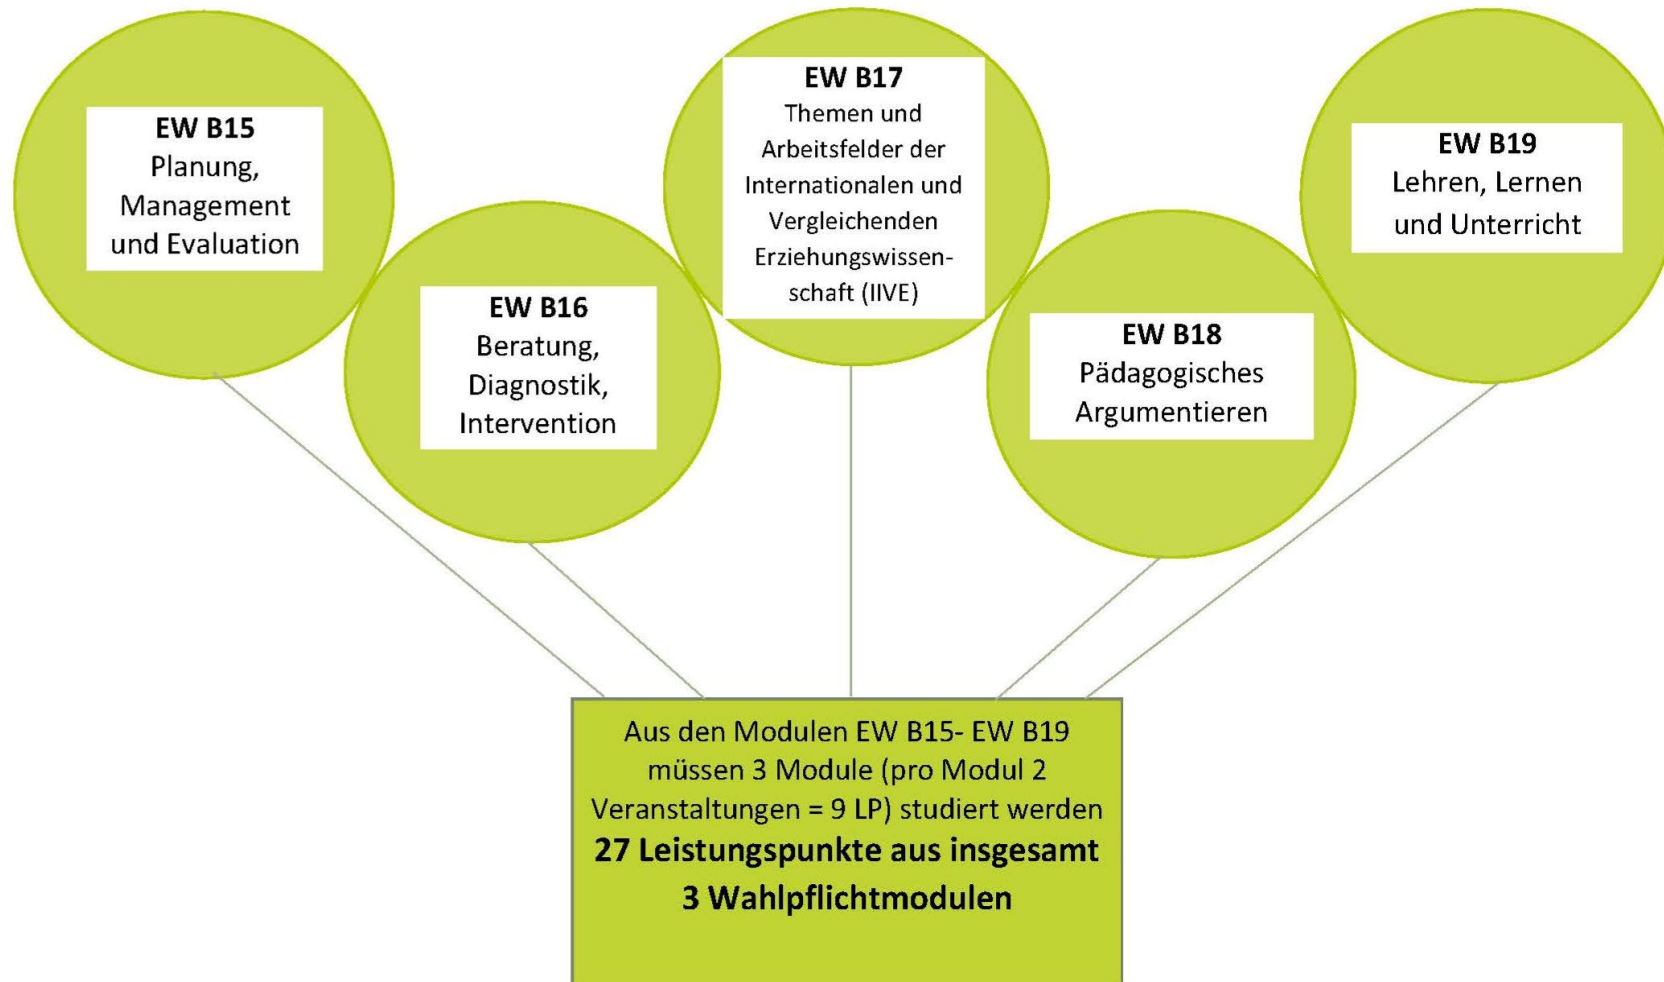 EW B15
Planung,
Management
und Evaluation
EW B16
Beratung,
Diagnostik,
Intervention
EW B17
Themen und
Arbeitsfelder der
Internationalen und
Vergleichenden
Erziehungswissen-
schaft (IIVE)
EW B18
Pädagogisches
Argumentieren
EW B19
Lehren, Lernen
und Unterricht
Aus den Modulen EW B15- EW B19
müssen 3 Module (pro Modul 2
Veranstaltungen = 9 LP) studiert werden
27 Leistungspunkte aus insgesamt
3 Wahlpflichtmodulen